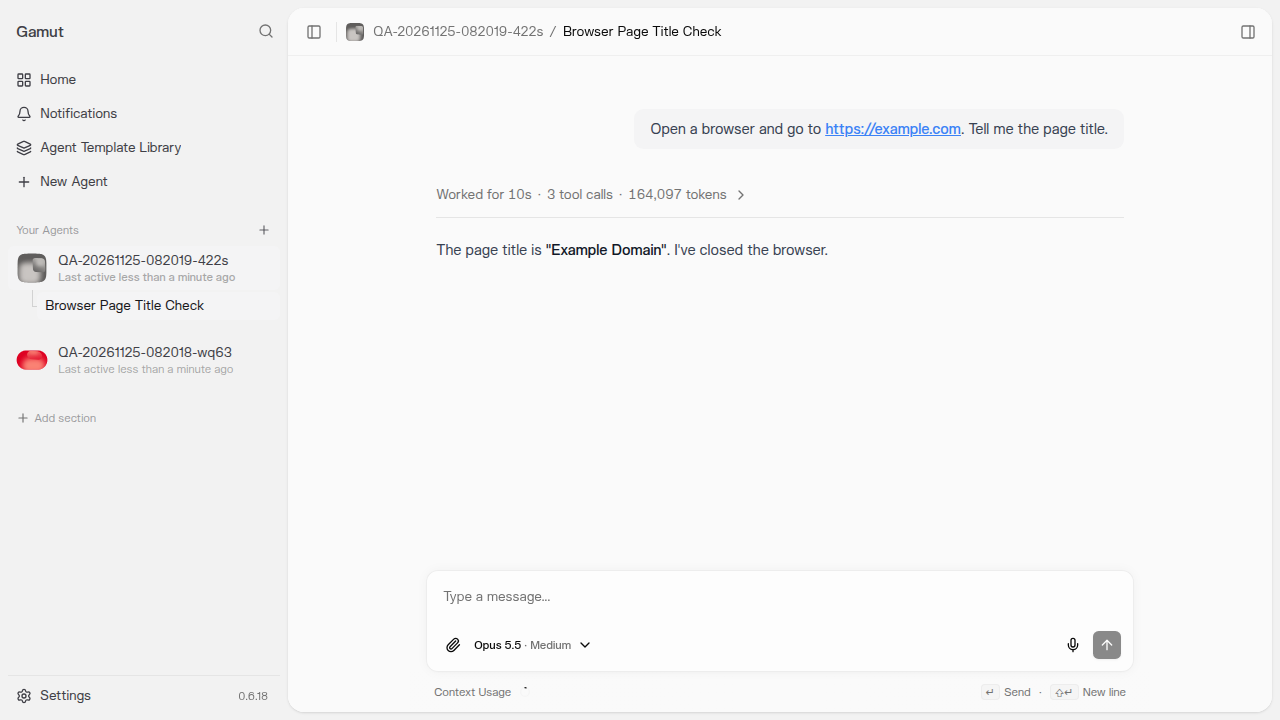 Gamut
Home
Notifications
Agent Template Library
New Agent
Your Agents
QA-20261125-082019-422s
Last active less than a minute ago
Browser Page Title Check
QA-20261125-082018-wq63
Last active less than a minute ago
Add section
Settings
0.6.18
QA-20261125-082019-422s / Browser Page Title Check
Open a browser and go to https://example.com. Tell me the page title.
Worked for 10s · 3 tool calls · 164,097 tokens
The page title is "Example Domain". I've closed the browser.
Type a message...
Opus 5.5 · Medium
Context Usage
Send · New line